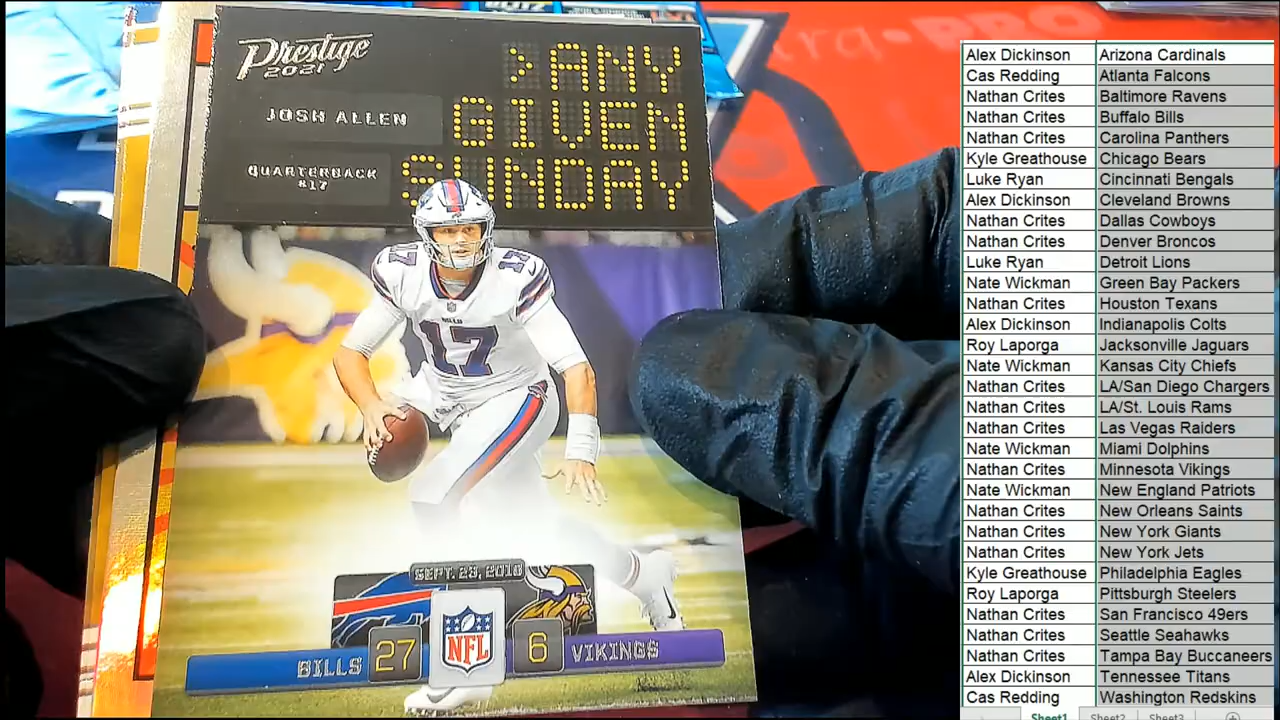 Prestige
2021
JOSH ALLEN
QUARTERBACK
#17
>ANY
GIVEN
SUNDAY
17
17
17
BILLS
SEPT. 23, 2018
NFL
BILLS 27
6 VIKINGS
Alex Dickinson Arizona Cardinals
Cas Redding Atlanta Falcons
Nathan Crites Baltimore Ravens
Nathan Crites Buffalo Bills
Nathan Crites Carolina Panthers
Kyle Greathouse Chicago Bears
Luke Ryan Cincinnati Bengals
Alex Dickinson Cleveland Browns
Nathan Crites Dallas Cowboys
Nathan Crites Denver Broncos
Luke Ryan Detroit Lions
Nate Wickman Green Bay Packers
Nathan Crites Houston Texans
Alex Dickinson Indianapolis Colts
Roy Laporga Jacksonville Jaguars
Nate Wickman Kansas City Chiefs
Nathan Crites LA/San Diego Chargers
Nathan Crites LA/St. Louis Rams
Nathan Crites Las Vegas Raiders
Nate Wickman Miami Dolphins
Nathan Crites Minnesota Vikings
Nate Wickman New England Patriots
Nathan Crites New Orleans Saints
Nathan Crites New York Giants
Nathan Crites New York Jets
Kyle Greathouse Philadelphia Eagles
Roy Laporga Pittsburgh Steelers
Nathan Crites San Francisco 49ers
Nathan Crites Seattle Seahawks
Nathan Crites Tampa Bay Buccaneers
Alex Dickinson Tennessee Titans
Cas Redding Washington Redskins
Sheet1 Sheet2 Sheet3